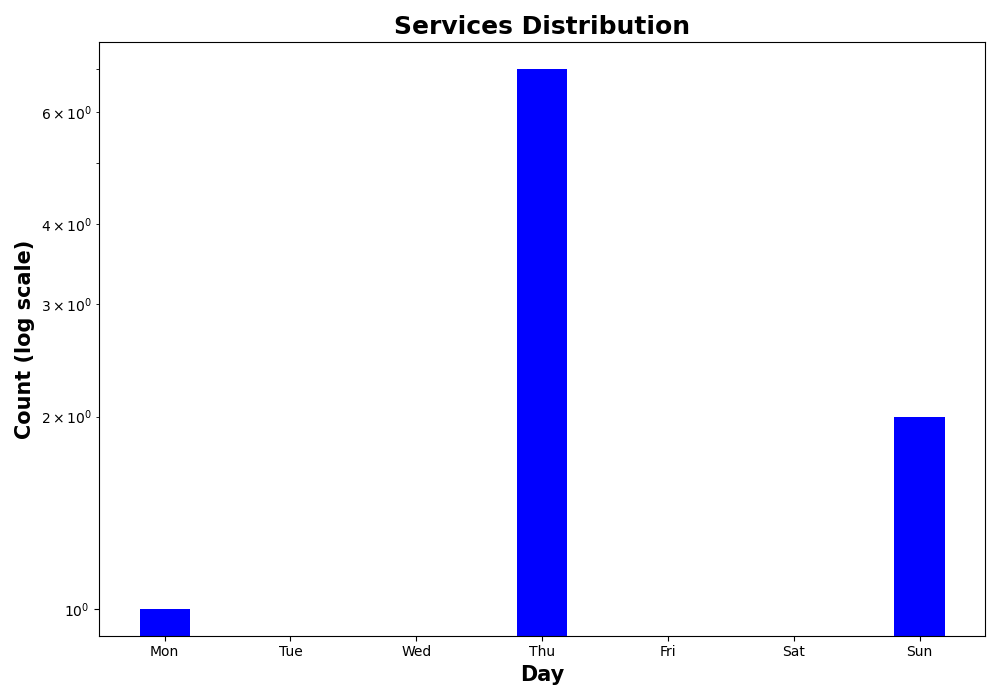 Services Distribution
6 × 10⁰
4 × 10⁰
3 × 10⁰
2 × 10⁰
10⁰
Count (log scale)
Mon Tue Wed Thu Fri Sat Sun
Day